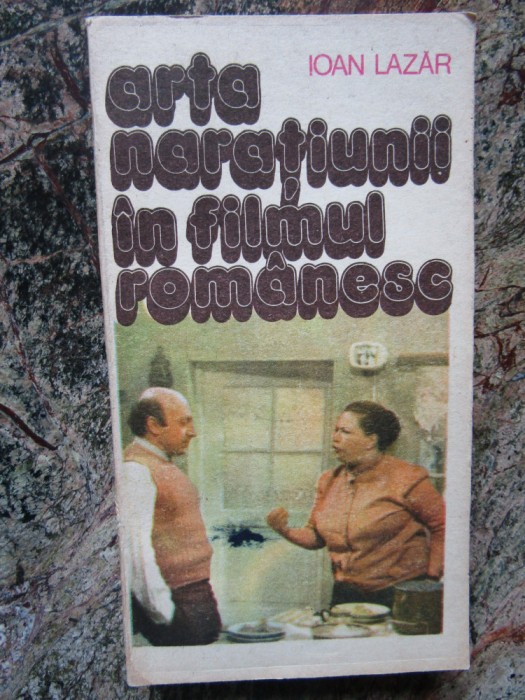 IOAN LAZĂR
arta
narațiunii
în filmul
românesc